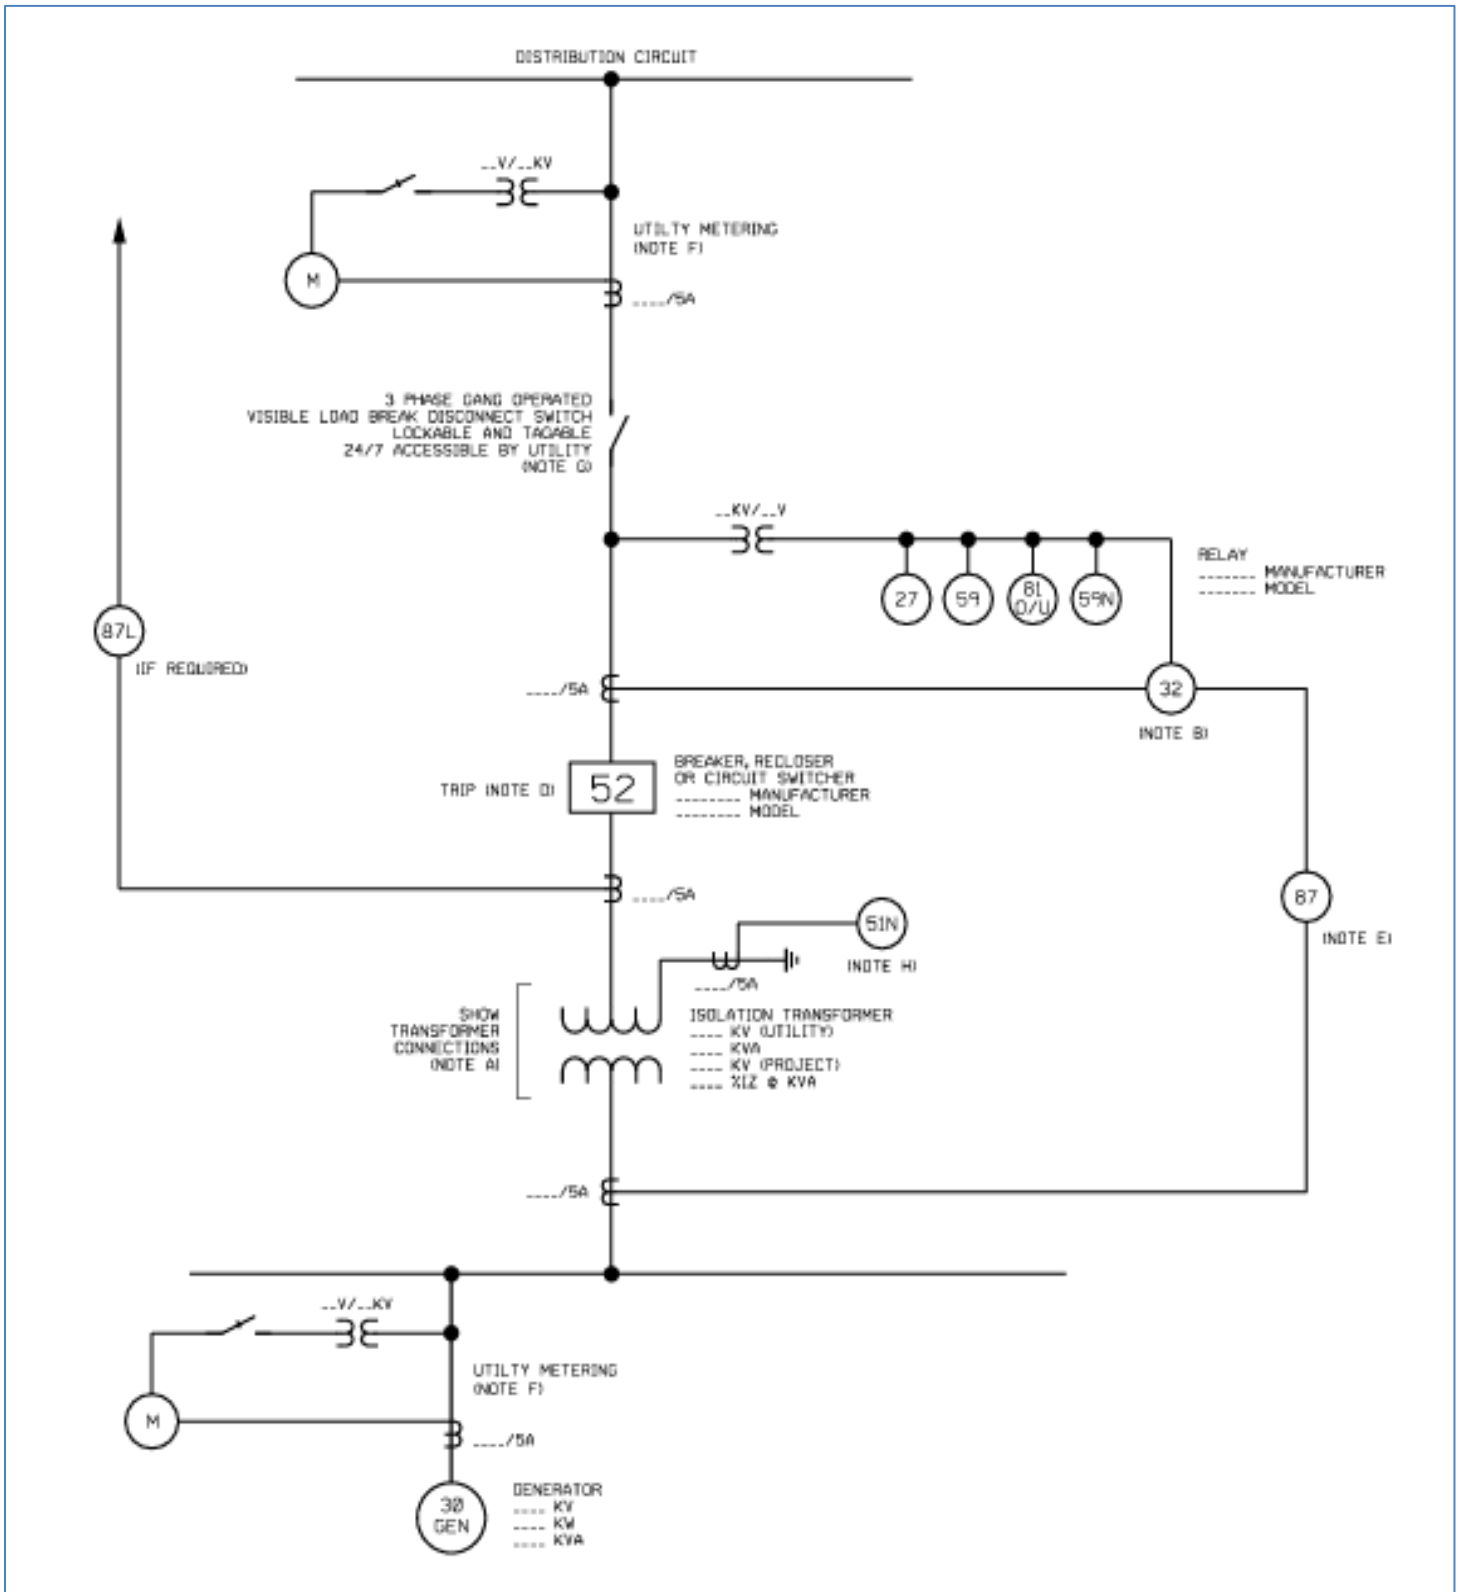 DISTRIBUTION CIRCUIT
__V/__KV
UTILTY METERING
(NOTE F)
M
____/5A
3 PHASE GANG OPERATED
VISIBLE LOAD BREAK DISCONNECT SWITCH
LOCKABLE AND TAGABLE
24/7 ACCESSIBLE BY UTILITY
(NOTE G)
__KV/__V
27
59
81
O/U
59N
RELAY
_______ MANUFACTURER
_______ MODEL
87L
(IF REQUIRED)
____/5A
32
(NOTE B)
TRIP (NOTE D)
52
BREAKER, RECLOSER
OR CIRCUIT SWITCHER
________ MANUFACTURER
________ MODEL
____/5A
87
(NOTE E)
51N
(NOTE H)
____/5A
SHOW
TRANSFORMER
CONNECTIONS
(NOTE A)
ISOLATION TRANSFORMER
____ KV (UTILITY)
____ KVA
____ KV (PROJECT)
____ %IZ @ KVA
____/5A
__V/__KV
UTILTY METERING
(NOTE F)
M
____/5A
30
GEN
GENERATOR
____ KV
____ KW
____ KVA